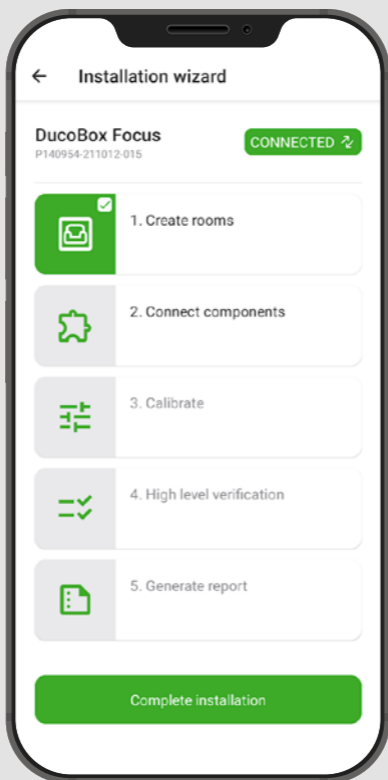 Installation wizard
DucoBox Focus
CONNECTED
P140954-211012-015
1. Create rooms
2. Connect components
3. Calibrate
4. High level verification
5. Generate report
Complete installation